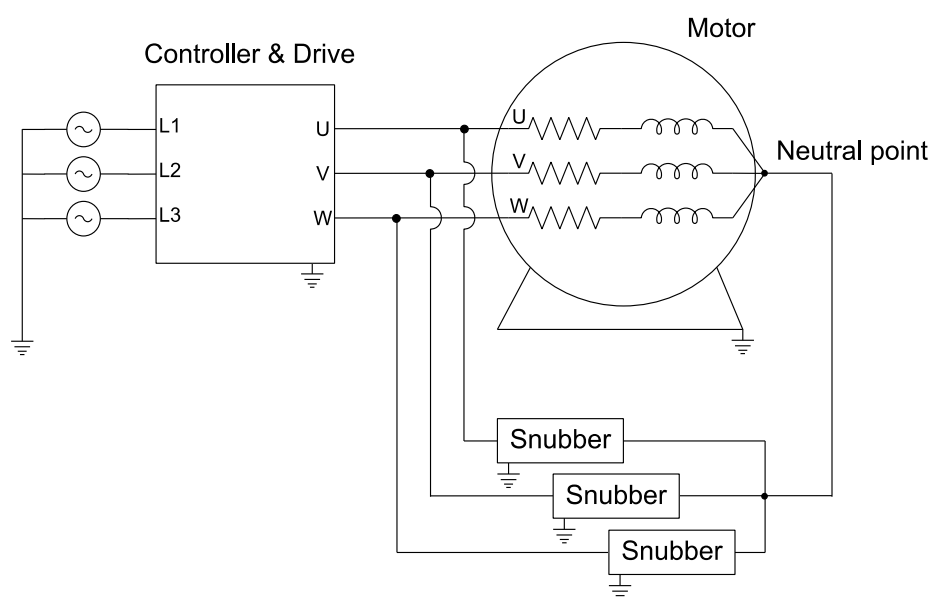 Motor
Controller & Drive
L1
U
U
L2
V
V
Neutral point
L3
W
W
Snubber
Snubber
Snubber